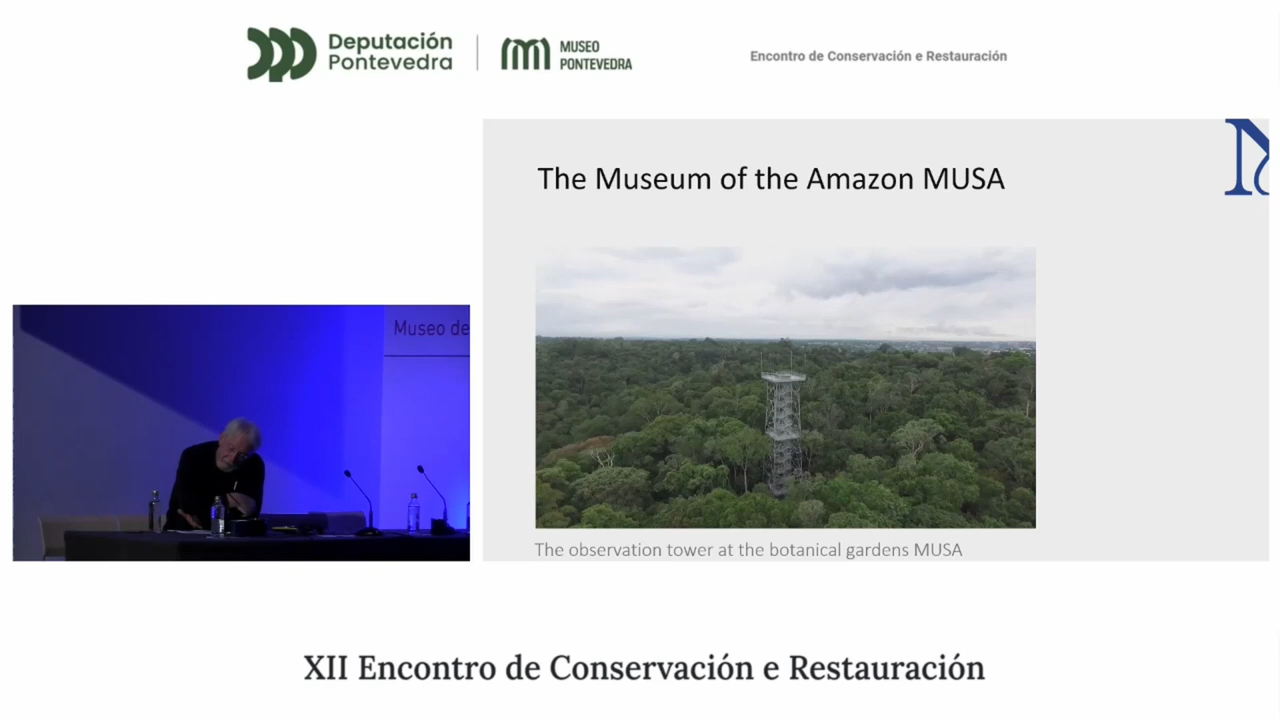 Deputación
Pontevedra
MUSEO
PONTEVEDRA
Encontro de Conservación e Restauración
The Museum of the Amazon MUSA
Museo de
The observation tower at the botanical gardens MUSA
XII Encontro de Conservación e Restauración